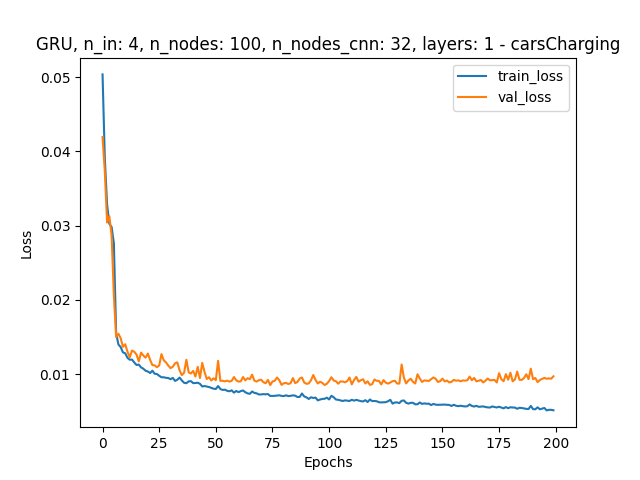 GRU, n_in: 4, n_nodes: 100, n_nodes_cnn: 32, layers: 1 - carsCharging
train_loss
val_loss
0.05
0.04
0.03
0.02
0.01
Loss
0 25 50 75 100 125 150 175 200
Epochs